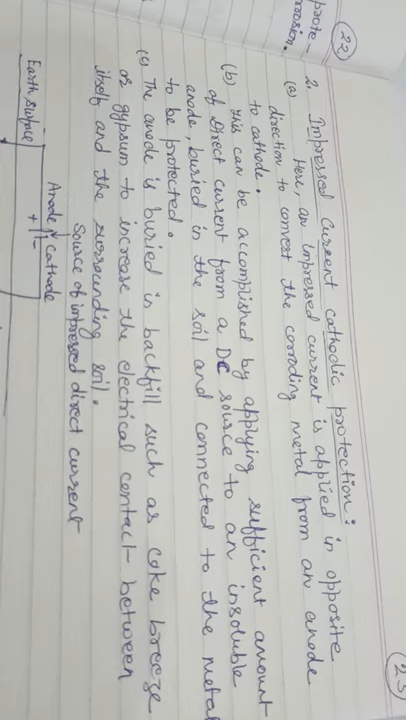 22
prote-
rrosion.
23
2. Impressed current cathodic protection:
(a) Here, an impressed current is applied in opposite
direction to convert the corroding metal from an anode
to cathode.
(b) This can be accomplished by applying sufficient amount
of direct current from a DC source to an insoluble
anode, buried in the soil and connected to the metal
to be protected.
(c) The anode is buried in backfill such as coke breeze
or gypsum to increase the electrical contact between
itself and the surrounding soil.
Source of impressed direct current
Anode Cathode
+ -
Earth surface